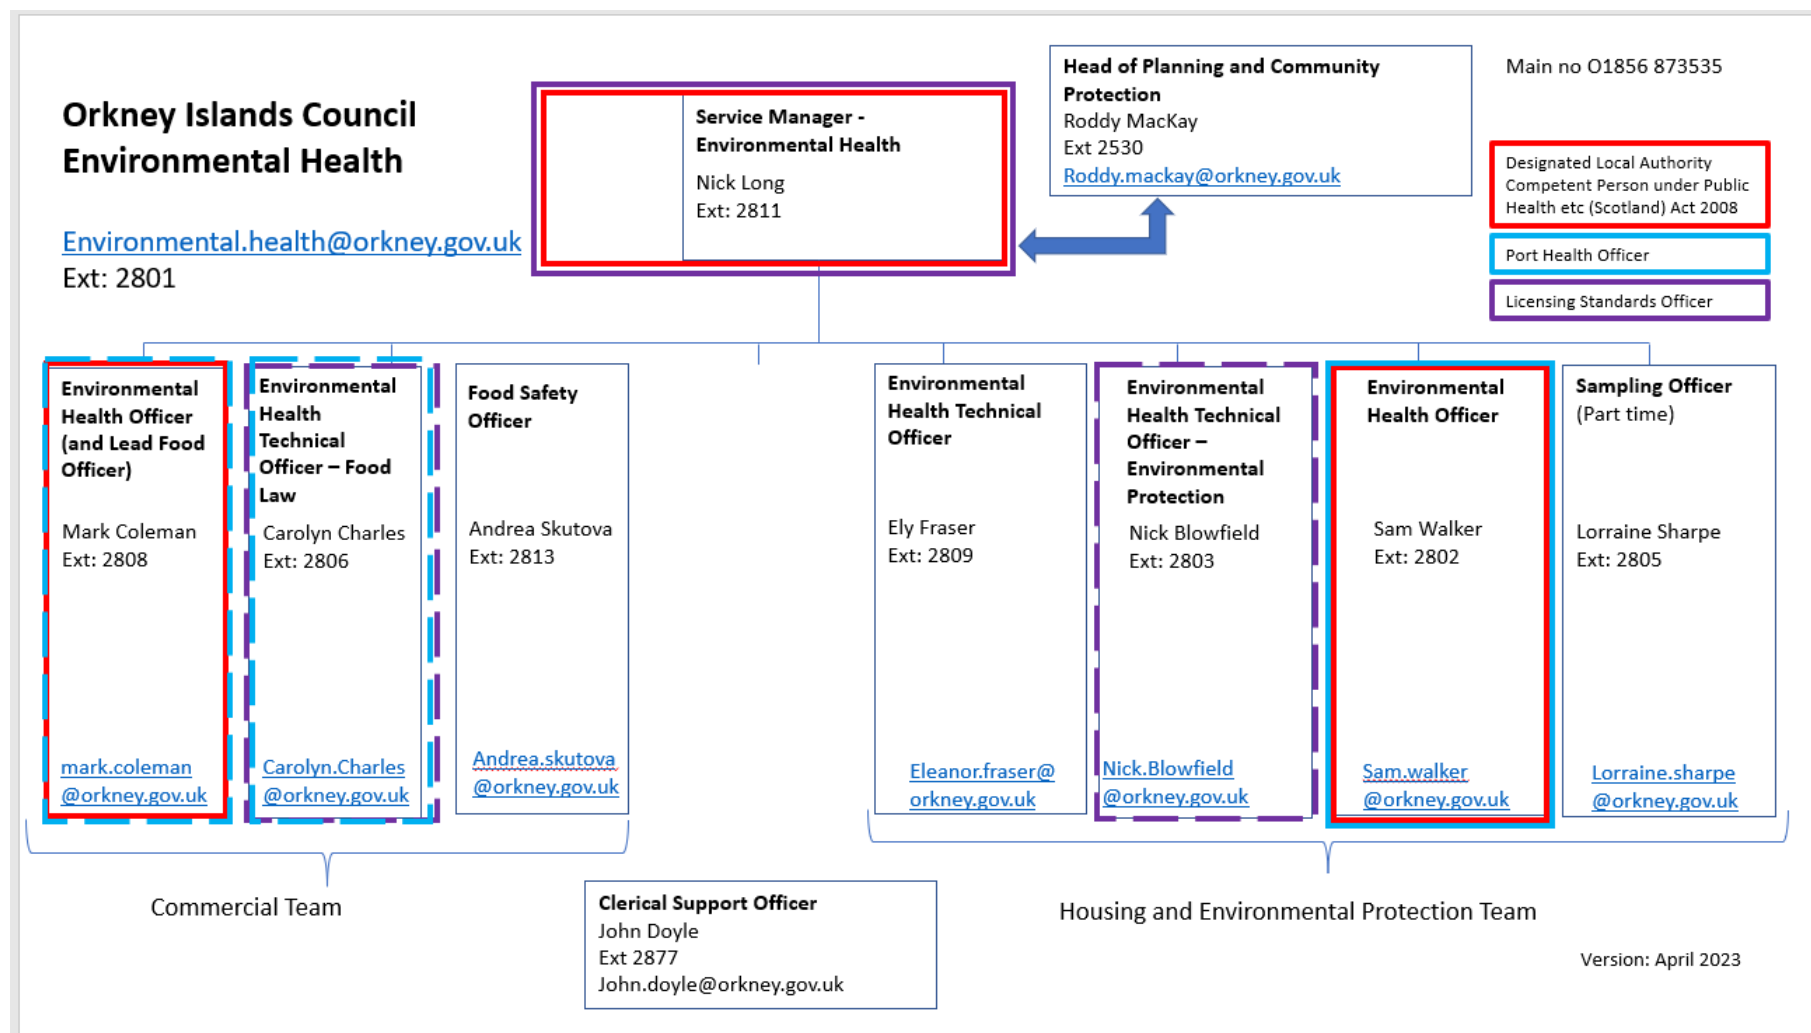 Orkney Islands Council
Environmental Health
Environmental.health@orkney.gov.uk
Ext: 2801
Service Manager -
Environmental Health
Nick Long
Ext: 2811
Head of Planning and Community
Protection
Roddy MacKay
Ext 2530
Roddy.mackay@orkney.gov.uk
Main no O1856 873535
Designated Local Authority
Competent Person under Public
Health etc (Scotland) Act 2008
Port Health Officer
Licensing Standards Officer
Environmental
Health Officer
(and Lead Food
Officer)
Mark Coleman
Ext: 2808
mark.coleman
@orkney.gov.uk
Environmental
Health
Technical
Officer – Food
Law
Carolyn Charles
Ext: 2806
Carolyn.Charles
@orkney.gov.uk
Food Safety
Officer
Andrea Skutova
Ext: 2813
Andrea.skutova
@orkney.gov.uk
Environmental
Health Technical
Officer
Ely Fraser
Ext: 2809
Eleanor.fraser@
orkney.gov.uk
Environmental
Health Technical
Officer –
Environmental
Protection
Nick Blowfield
Ext: 2803
Nick.Blowfield
@orkney.gov.uk
Environmental
Health Officer
Sam Walker
Ext: 2802
Sam.walker
@orkney.gov.uk
Sampling Officer
(Part time)
Lorraine Sharpe
Ext: 2805
Lorraine.sharpe
@orkney.gov.uk
Commercial Team
Housing and Environmental Protection Team
Clerical Support Officer
John Doyle
Ext 2877
John.doyle@orkney.gov.uk
Version: April 2023